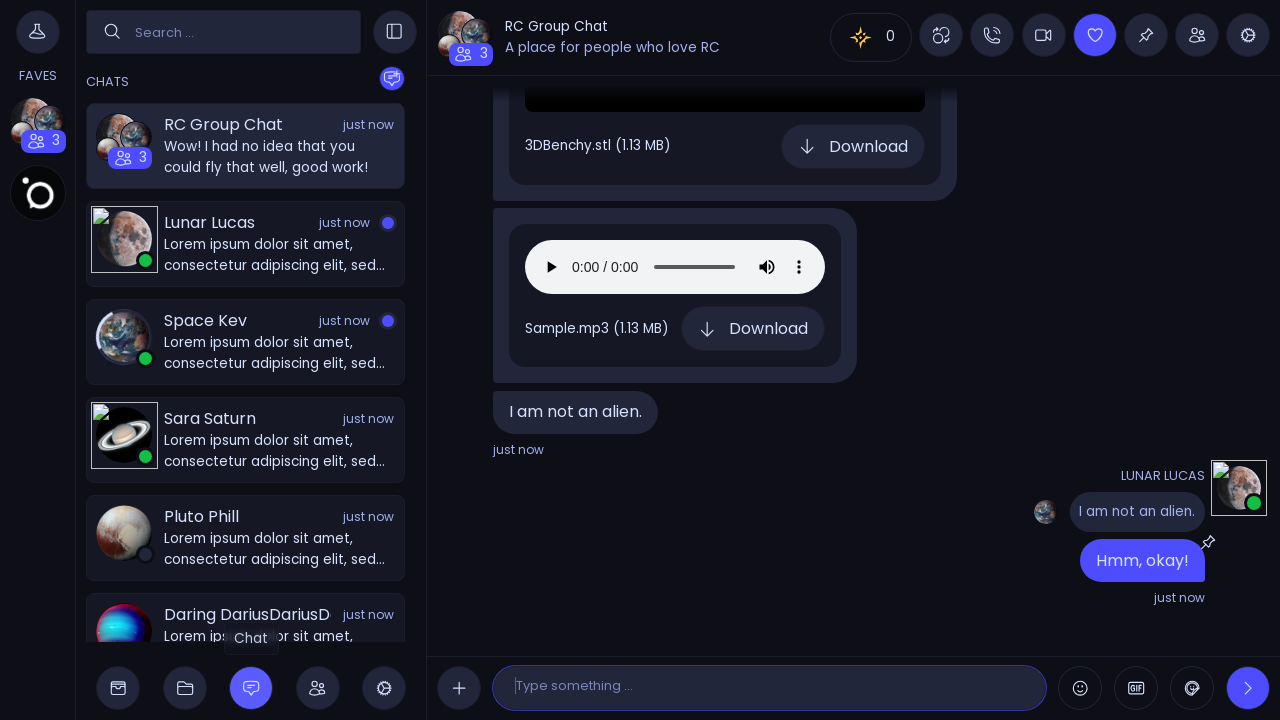 FAVES
3
Search ...
CHATS
RC Group Chat
just now
Wow! I had no idea that you
could fly that well, good work!
3
Lunar Lucas
just now
Lorem ipsum dolor sit amet,
consectetur adipiscing elit, sed...
Space Kev
just now
Lorem ipsum dolor sit amet,
consectetur adipiscing elit, sed...
Sara Saturn
just now
Lorem ipsum dolor sit amet,
consectetur adipiscing elit, sed...
Pluto Phill
just now
Lorem ipsum dolor sit amet,
consectetur adipiscing elit, sed...
Daring DariusDariusD
just now
Lorem ipsum dolor sit amet,
Chat
3
RC Group Chat
A place for people who love RC
0
3DBenchy.stl (1.13 MB)
Download
0:00 / 0:00
Sample.mp3 (1.13 MB)
Download
I am not an alien.
just now
LUNAR LUCAS
I am not an alien.
Hmm, okay!
just now
Type something ...
GIF